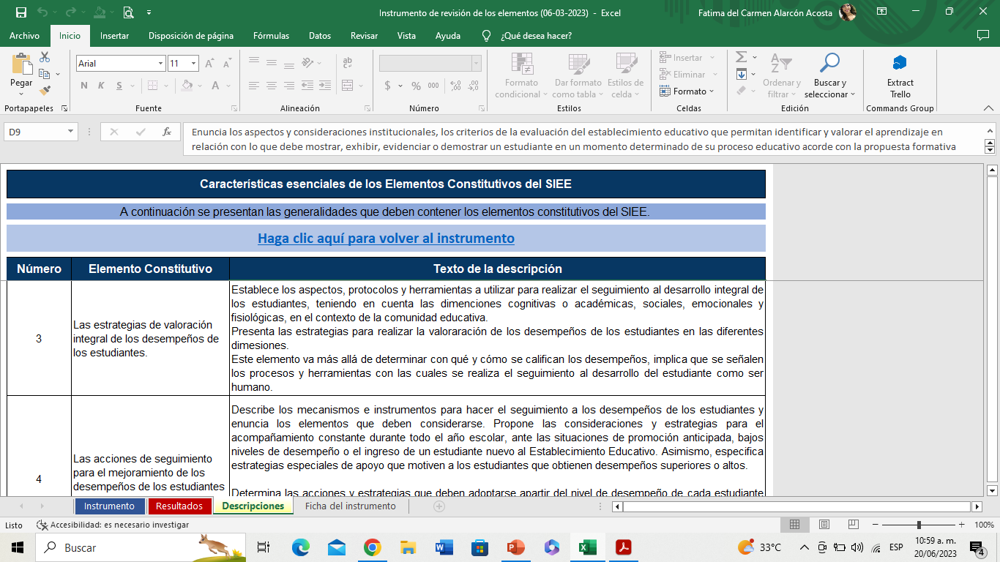 Instrumento de revisión de los elementos (06-03-2023) - Excel
Fatima del Carmen Alarcón Acosta
Archivo Inicio Insertar Disposición de página Fórmulas Datos Revisar Vista Ayuda ¿Qué desea hacer?
Pegar
Portapapeles
Arial 11
N K S
Fuente
ab
Alineación
$ % 000
Número
Formato condicional
Dar formato como tabla
Estilos de celda
Estilos
Insertar
Eliminar
Formato
Celdas
Ordenar y filtrar
Buscar y seleccionar
Edición
Extract Trello
Commands Group
D9
fx
Enuncia los aspectos y consideraciones institucionales, los criterios de la evaluación del establecimiento educativo que permitan identificar y valorar el aprendizaje en
relación con lo que debe mostrar, exhibir, evidenciar o demostrar un estudiante en un momento determinado de su proceso educativo acorde con la propuesta formativa
Características esenciales de los Elementos Constitutivos del SIEE
A continuación se presentan las generalidades que deben contener los elementos constitutivos del SIEE.
Haga clic aquí para volver al instrumento
Número Elemento Constitutivo Texto de la descripción
3
Las estrategias de valoración
integral de los desempeños de
los estudiantes.
Establece los aspectos, protocolos y herramientas a utilizar para realizar el seguimiento al desarrollo integral de
los estudiantes, teniendo en cuenta las dimenciones cognitivas o académicas, sociales, emocionales y
fisiológicas, en el contexto de la comunidad educativa.
Presenta las estrategias para realizar la valoraración de los desempeños de los estudiantes en las diferentes
dimesiones.
Este elemento va más allá de determinar con qué y cómo se califican los desempeños, implica que se señalen
los procesos y herramientas con las cuales se realiza el seguimiento al desarrollo del estudiante como ser
humano.
4
Las acciones de seguimiento
para el mejoramiento de los
desempeños de los estudiantes
Describe los mecanismos e instrumentos para hacer el seguimiento a los desempeños de los estudiantes y
enuncia los elementos que deben considerarse. Propone las consideraciones y estrategias para el
acompañamiento constante durante todo el año escolar, ante las situaciones de promoción anticipada, bajos
niveles de desempeño o el ingreso de un estudiante nuevo al Establecimiento Educativo. Asimismo, especifica
estrategias especiales de apoyo que motiven a los estudiantes que obtienen desempeños superiores o altos.
Determina las acciones y estrategias que deben adoptarse apartir del nivel de desempeño de cada estudiante
Instrumento Resultados Descripciones Ficha del instrumento
Listo Accesibilidad: es necesario investigar
100%
Buscar
33°C
ESP
10:59 a. m.
20/06/2023
4